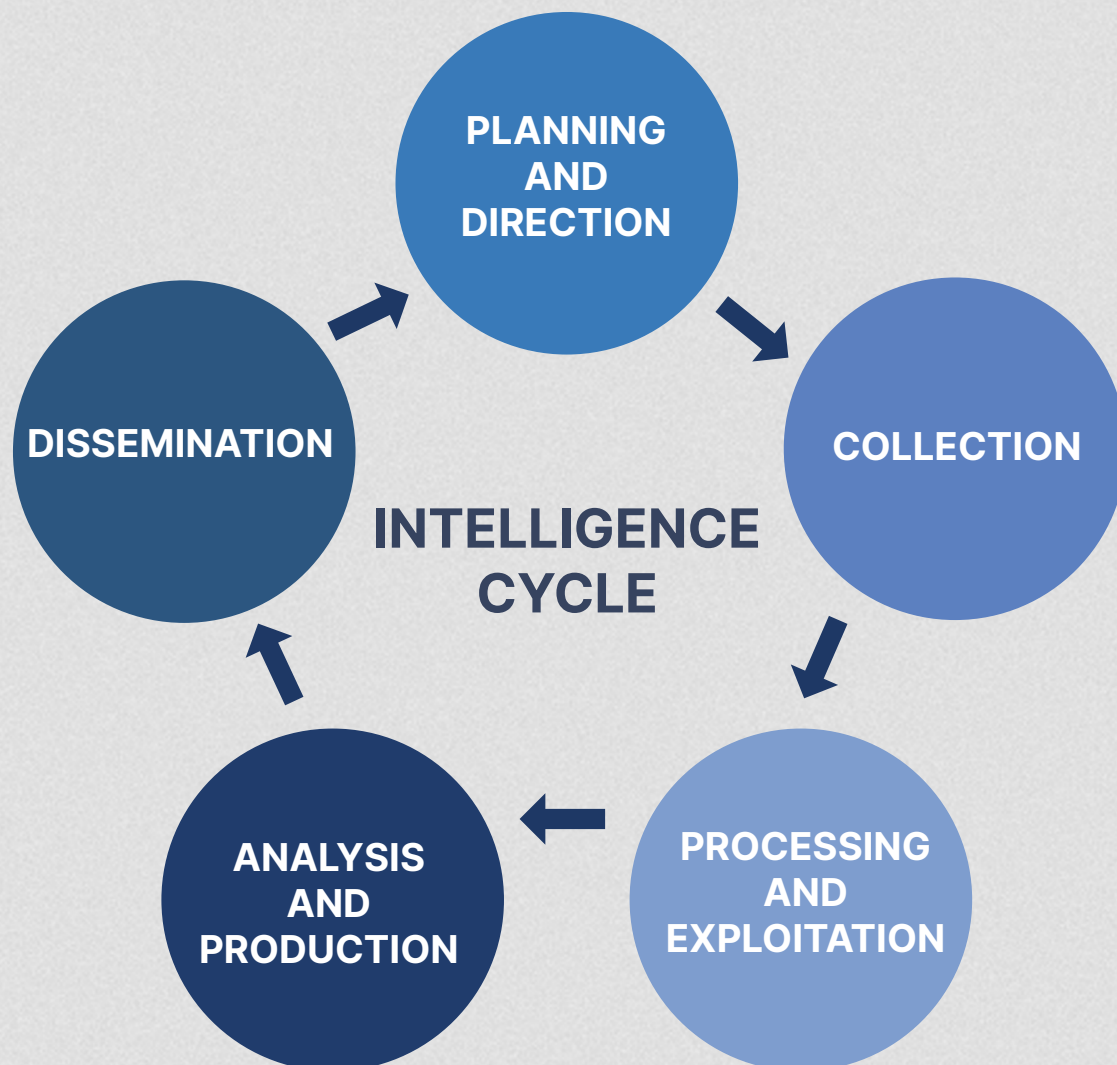 PLANNING
AND
DIRECTION
DISSEMINATION
COLLECTION
INTELLIGENCE
CYCLE
ANALYSIS
AND
PRODUCTION
PROCESSING
AND
EXPLOITATION